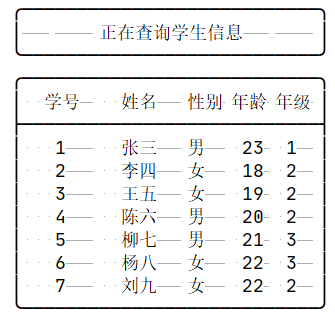 正在查询学生信息
学号 姓名 性别 年龄 年级
1 张三 男 23 1
2 李四 女 18 2
3 王五 女 19 2
4 陈六 男 20 2
5 柳七 男 21 3
6 杨八 女 22 3
7 刘九 女 22 2